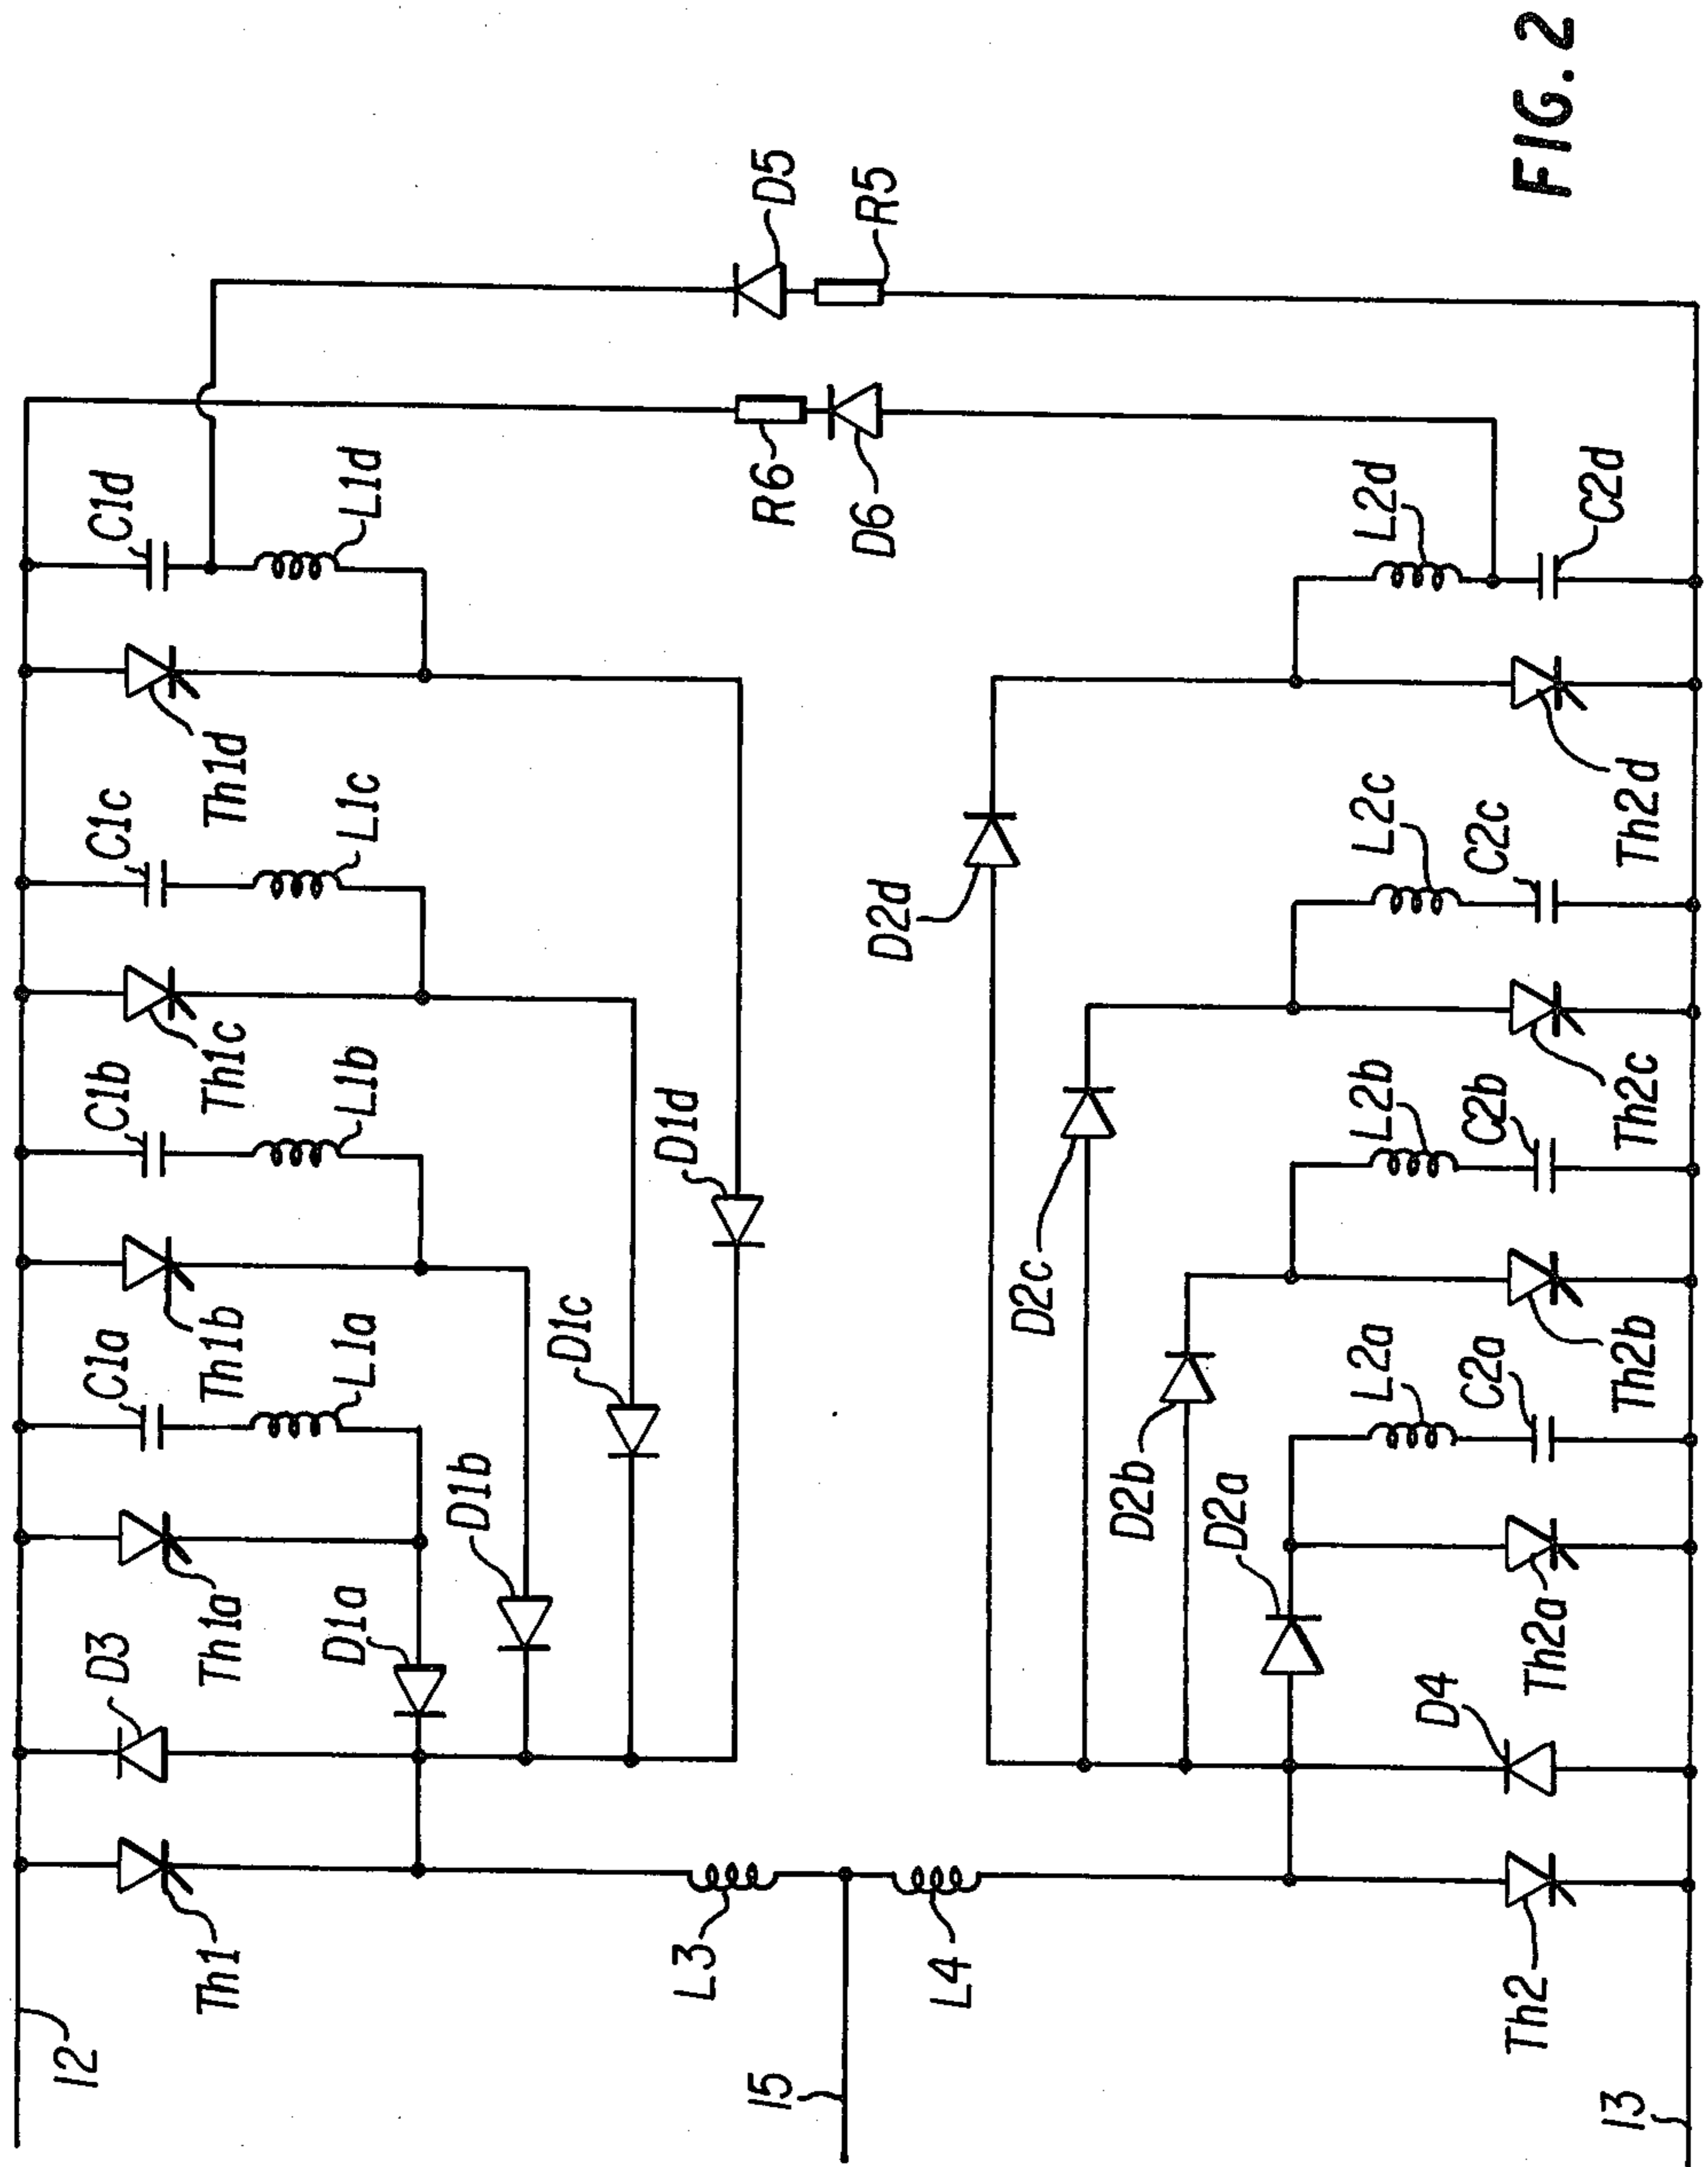 FIG. 2
12
Th1
D3
Th1a
C1a
L1a
Th1b
C1b
L1b
Th1c
C1c
L1c
Th1d
C1d
L1d
D1a
D1b
D1c
D1d
L3
15
L4
R6
D6
D5
R5
D2d
D2c
D2b
D2a
L2a
C2a
L2b
C2b
L2c
C2c
L2d
C2d
D4
Th2
Th2a
Th2b
Th2c
Th2d
13